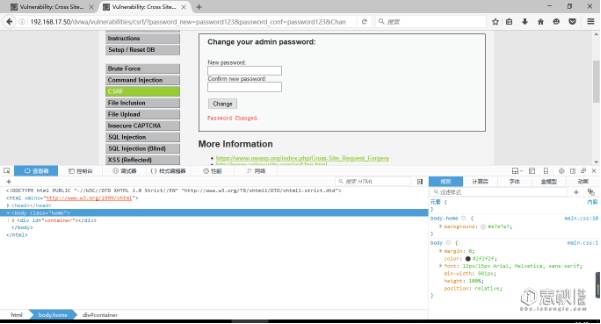 Vulnerability: Cross Site...
Vulnerability: Cross Site...
192.168.17.50/dvwa/vulnerabilities/csrf/?password_new=password123&password_conf=password123&Chan
搜索
Instructions
Setup / Reset DB
Brute Force
Command Injection
CSRF
File Inclusion
File Upload
Insecure CAPTCHA
SQL Injection
SQL Injection (Blind)
XSS (Reflected)
Change your admin password:
New password:
Confirm new password:
Change
Password Changed.
More Information
https://www.owasp.org/index.php/Cross-Site_Request_Forgery
查看器
控制台
调试器
样式编辑器
性能
网络
搜索 HTML
<!DOCTYPE html PUBLIC "-//W3C//DTD XHTML 1.0 Strict//EN" "http://www.w3.org/TR/xhtml1/DTD/xhtml1-strict.dtd">
<html xmlns="http://www.w3.org/1999/xhtml">
<head></head>
<body class="home">
<div id="container"></div>
</body>
</html>
html
body.home
div#container
规则
计算后
字体
盒模型
动画
过滤样式
元素 {
}
body.home { main.css:10
background: #e7e7e7;
}
body { main.css:1
margin: 0;
color: #2f2f2f;
font: 12px/15px Arial, Helvetica, sans-serif;
min-width: 981px;
height: 100%;
position: relative;
}
春秋
bbs.ichunqiu.com